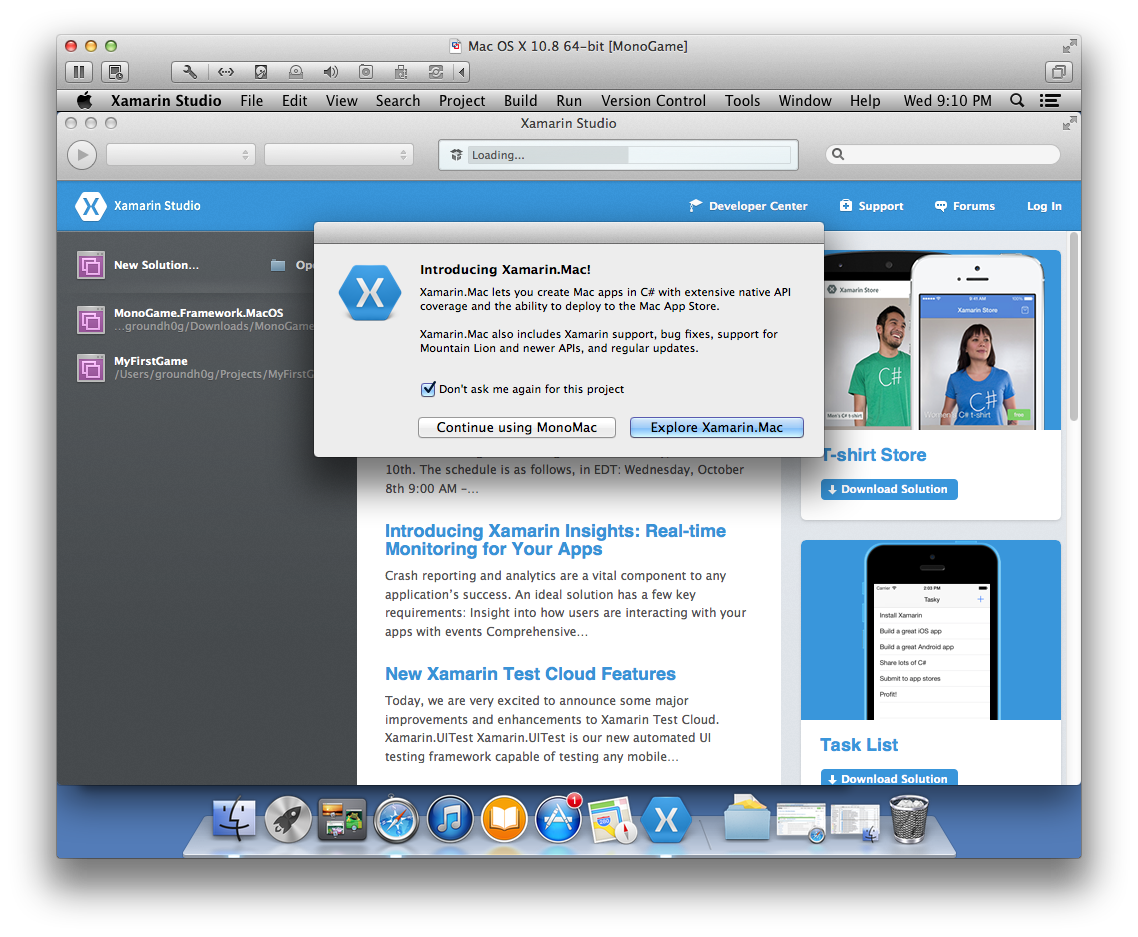 Mac OS X 10.8 64-bit [MonoGame]
Xamarin Studio File Edit View Search Project Build Run Version Control Tools Window Help Wed 9:10 PM
Xamarin Studio
Loading...
Xamarin Studio
Developer Center Support Forums Log In
New Solution... Ope
MonoGame.Framework.MacOS
...groundh0g/Downloads/MonoGame
MyFirstGame
/Users/groundh0g/Projects/MyFirstG
Introducing Xamarin.Mac!
Xamarin.Mac lets you create Mac apps in C# with extensive native API
coverage and the ability to deploy to the Mac App Store.
Xamarin.Mac also includes Xamarin support, bug fixes, support for
Mountain Lion and newer APIs, and regular updates.
Don't ask me again for this project
Continue using MonoMac Explore Xamarin.Mac
10th. The schedule is as follows, in EDT: Wednesday, October
8th 9:00 AM –…
Introducing Xamarin Insights: Real-time
Monitoring for Your Apps
Crash reporting and analytics are a vital component to any
application’s success. An ideal solution has a few key
requirements: Insight into how users are interacting with your
apps with events Comprehensive…
New Xamarin Test Cloud Features
Today, we are very excited to announce some major
improvements and enhancements to Xamarin Test Cloud.
Xamarin.UITest Xamarin.UITest is our new automated UI
testing framework capable of testing any mobile…
Xamarin Store
9:41 AM 100%
Xamarin Store
C#
C#
Men's C# t-shirt
Women's C# t-shirt
free
T-shirt Store
Download Solution
Carrier 2:03 PM
Tasky +
Install Xamarin
Build a great iOS app
Build a great Android app
Share lots of C#
Submit to app stores
Profit!
Task List
Download Solution
1